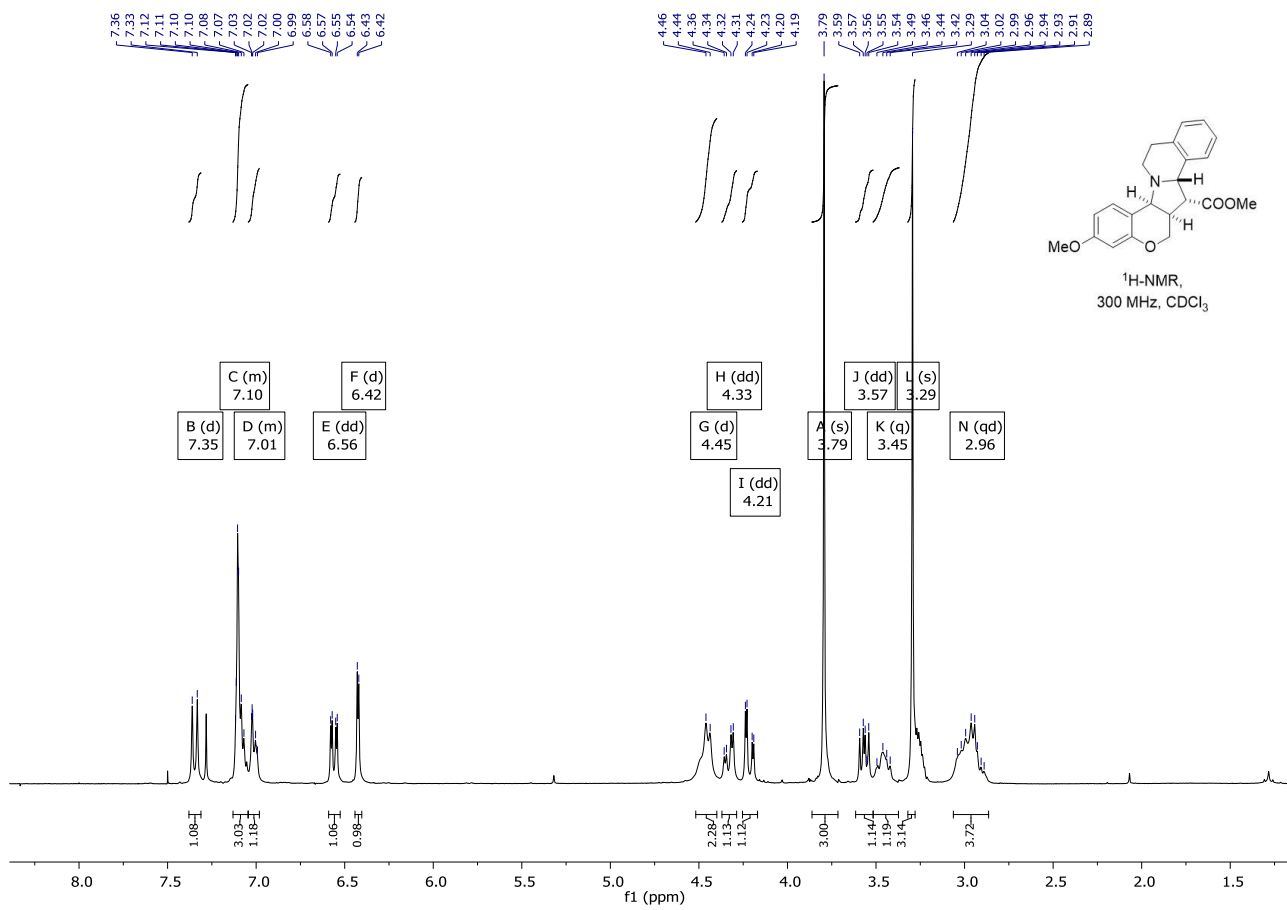 7.36 7.33 7.12 7.11 7.10 7.10 7.08 7.07 7.03 7.02 7.02 7.00 6.99 6.58 6.57 6.55 6.54 6.43 6.42
4.46 4.44 4.36 4.34 4.32 4.31 4.24 4.23 4.20 4.19 3.79 3.59 3.57 3.56 3.55 3.54 3.49 3.46 3.44 3.42 3.29 3.04 3.02 2.99 2.96 2.94 2.93 2.91 2.89
N
H
H
COOMe
H
MeO
O
¹H-NMR,
300 MHz, CDCl₃
C (m)
7.10
F (d)
6.42
H (dd)
4.33
J (dd)
3.57
L (s)
3.29
B (d)
7.35
D (m)
7.01
E (dd)
6.56
G (d)
4.45
A (s)
3.79
K (q)
3.45
N (qd)
2.96
I (dd)
4.21
1.08 3.03 1.18 1.06 0.98 2.28 1.13 1.12 3.00 1.14 1.19 3.14 3.72
8.0 7.5 7.0 6.5 6.0 5.5 5.0 4.5 4.0 3.5 3.0 2.5 2.0 1.5
f1 (ppm)